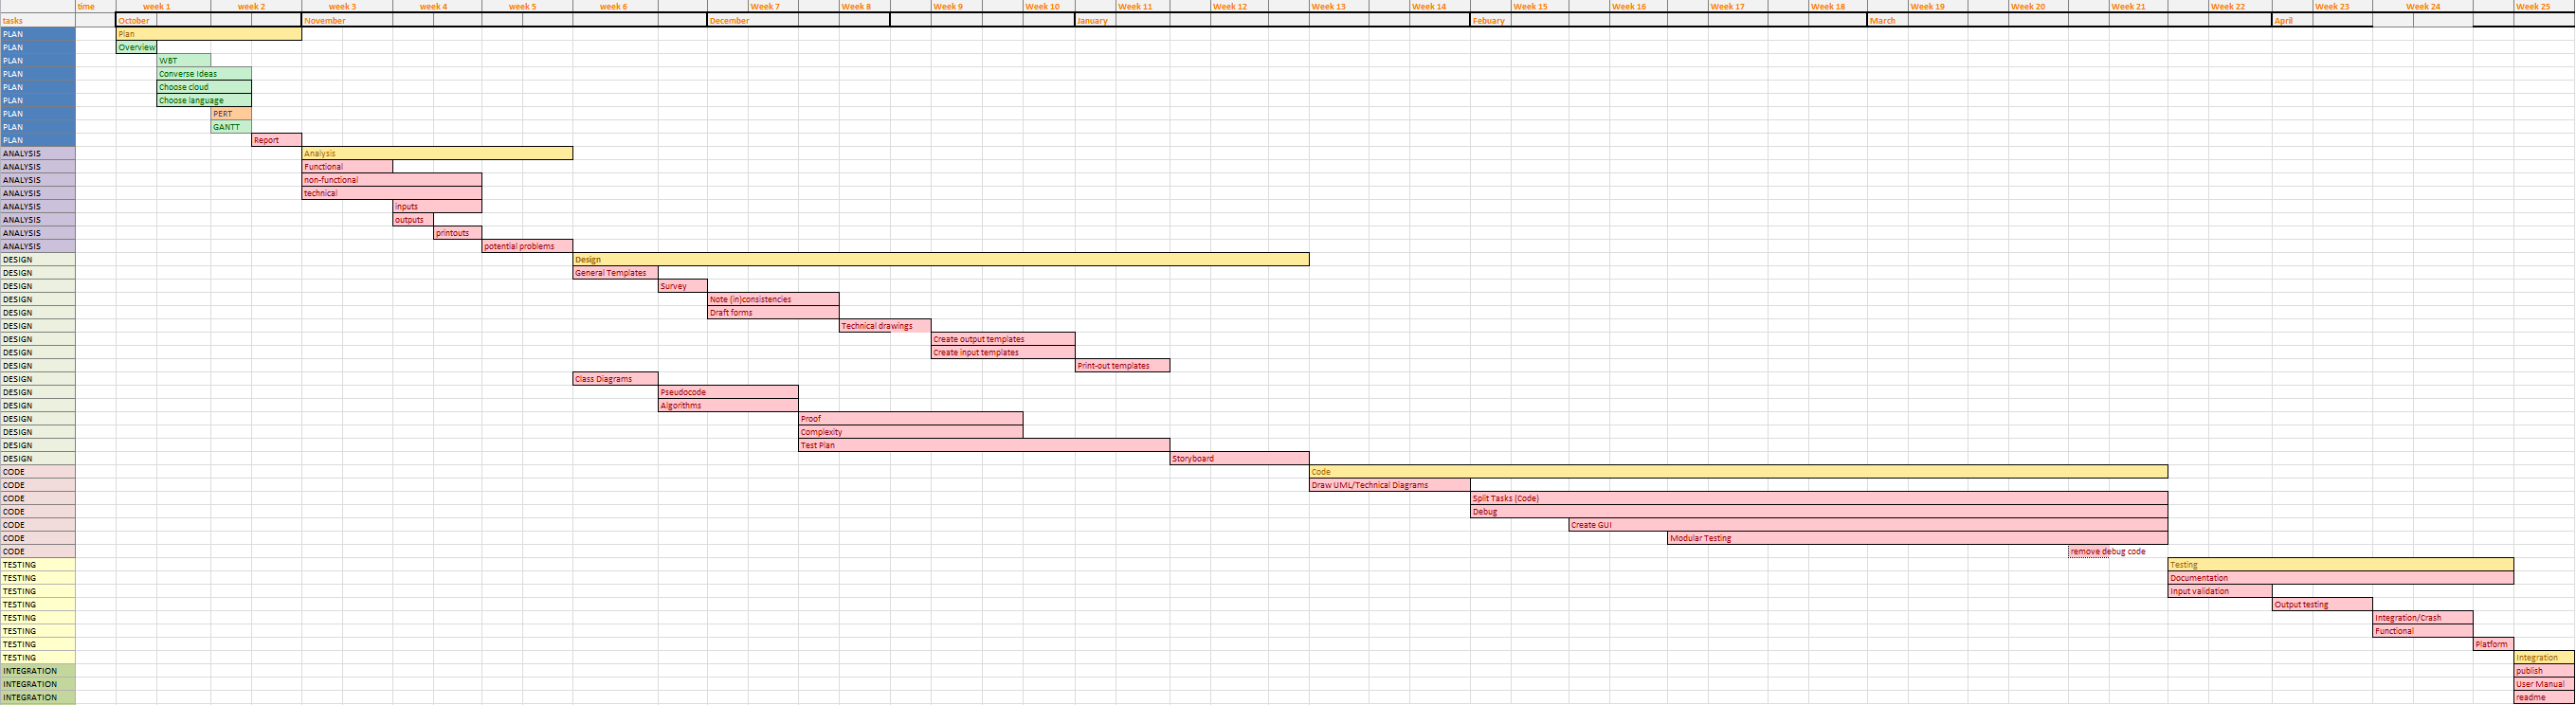 time week 1 week 2 week 3 week 4 week 5 week 6 Week 7 Week 8 Week 9 Week 10 Week 11 Week 12 Week 13 Week 14 Week 15 Week 16 Week 17 Week 18 Week 19 Week 20 Week 21 Week 22 Week 23 Week 24 Week 25
tasks October November December January Febuary March April
PLAN Plan
PLAN Overview
PLAN WBT
PLAN Converse Ideas
PLAN Choose cloud
PLAN Choose language
PLAN PERT
PLAN GANTT
PLAN Report
ANALYSIS Analysis
ANALYSIS Functional
ANALYSIS non-functional
ANALYSIS technical
ANALYSIS inputs
ANALYSIS outputs
ANALYSIS printouts
ANALYSIS potential problems
DESIGN Design
DESIGN General Templates
DESIGN Survey
DESIGN Note (in)consistencies
DESIGN Draft forms
DESIGN Technical drawings
DESIGN Create output templates
DESIGN Create input templates
DESIGN Print-out templates
DESIGN Class Diagrams
DESIGN Pseudocode
DESIGN Algorithms
DESIGN Proof
DESIGN Complexity
DESIGN Test Plan
DESIGN Storyboard
CODE Code
CODE Draw UML/Technical Diagrams
CODE Split Tasks (Code)
CODE Debug
CODE Create GUI
CODE Modular Testing
CODE remove debug code
TESTING Testing
TESTING Documentation
TESTING Input validation
TESTING Output testing
TESTING Integration/Crash
TESTING Functional
TESTING Platform
TESTING Integration
INTEGRATION publish
INTEGRATION User Manual
INTEGRATION readme